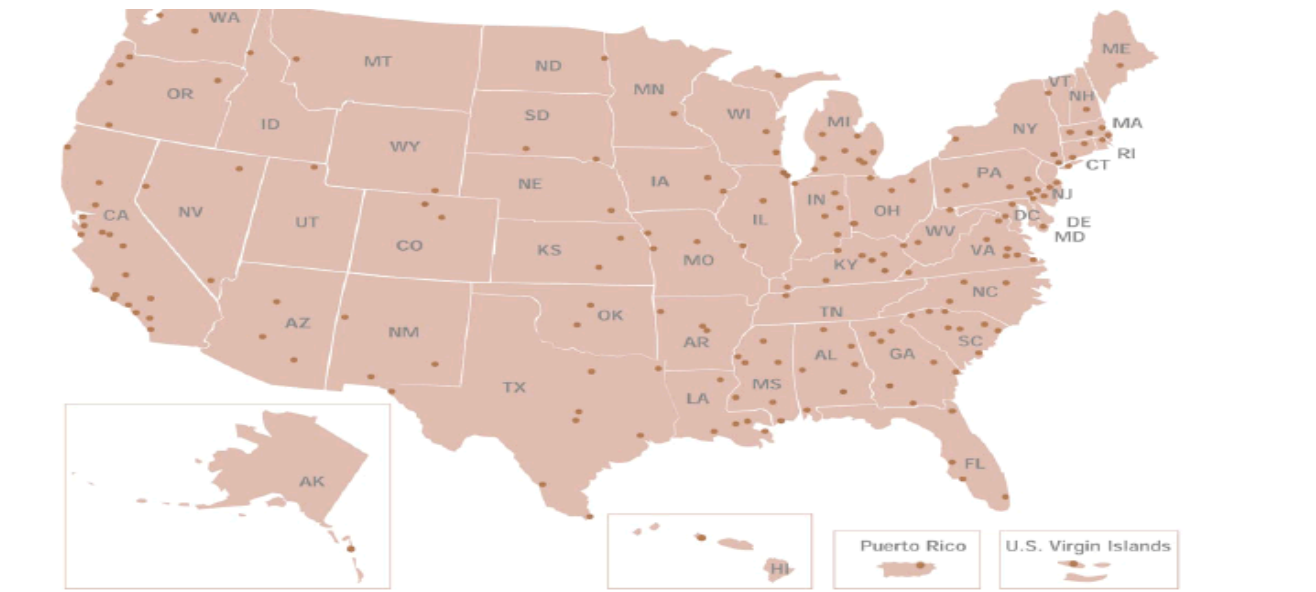 WA
MT
ND
MN
ME
VT
NH
OR
ID
SD
WI
MI
NY
MA
WY
RI
CT
PA
NE
IA
NJ
CA
NV
UT
CO
IL
IN
OH
DC
DE
MD
WV
KS
MO
KY
VA
NC
TN
AZ
NM
OK
AR
SC
TX
LA
MS
AL
GA
FL
AK
HI
Puerto Rico
U.S. Virgin Islands